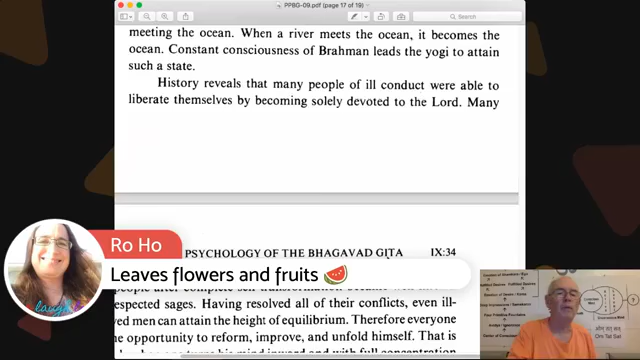 PPBG-09.pdf (page 17 of 19)
Search
meeting the ocean. When a river meets the ocean, it becomes the
ocean. Constant consciousness of Brahman leads the yogi to attain
such a state.
History reveals that many people of ill conduct were able to
liberate themselves by becoming solely devoted to the Lord. Many
PSYCHOLOGY OF THE BHAGAVAD GITA IX:34
Ro Ho
Leaves flowers and fruits 🍉
espected sages. Having resolved all of their conflicts, even ill-
ved men can attain the height of equilibrium. Therefore everyone
he opportunity to reform, improve, and unfold himself. That is
Om Tat Sat